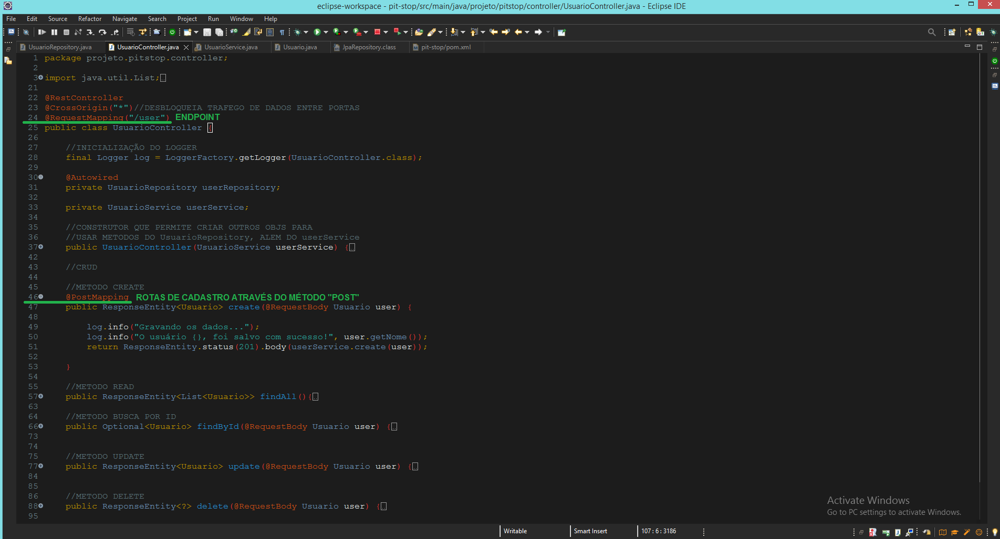 eclipse-workspace - pit-stop/src/main/java/projeto/pitstop/controller/UsuarioController.java - Eclipse IDE
File Edit Source Refactor Navigate Search Project Run Window Help
UsuarioRepository.java UsuarioController.java UsuarioService.java Usuario.java JpaRepository.class pit-stop/pom.xml
1 package projeto.pitstop.controller;
2
3 import java.util.List;
21
22 @RestController
23 @CrossOrigin("*")//DESBLOQUEIA TRAFEGO DE DADOS ENTRE PORTAS
24 @RequestMapping("/user") ENDPOINT
25 public class UsuarioController {
26
27 //INICIALIZAÇÃO DO LOGGER
28 final Logger log = LoggerFactory.getLogger(UsuarioController.class);
29
30 @Autowired
31 private UsuarioRepository userRepository;
32
33 private UsuarioService userService;
34
35 //CONSTRUTOR QUE PERMITE CRIAR OUTROS OBJS PARA
36 //USAR METODOS DO UsuarioRepository, ALEM DO userService
37 public UsuarioController(UsuarioService userService) {
42
43 //CRUD
44
45 //METODO CREATE
46 @PostMapping ROTAS DE CADASTRO ATRAVÉS DO MÉTODO "POST"
47 public ResponseEntity<Usuario> create(@RequestBody Usuario user) {
48
49 log.info("Gravando os dados...");
50 log.info("O usuário {}, foi salvo com sucesso!", user.getNome());
51 return ResponseEntity.status(201).body(userService.create(user));
52
53 }
54
55 //METODO READ
57 public ResponseEntity<List<Usuario>> findAll(){
63
64 //METODO BUSCA POR ID
66 public Optional<Usuario> findById(@RequestBody Usuario user) {
73
74
75 //METODO UPDATE
77 public ResponseEntity<Usuario> update(@RequestBody Usuario user) {
84
85
86 //METODO DELETE
88 public ResponseEntity<?> delete(@RequestBody Usuario user) {
95
Activate Windows
Go to PC settings to activate Windows.
Writable Smart Insert 107 : 6 : 3186